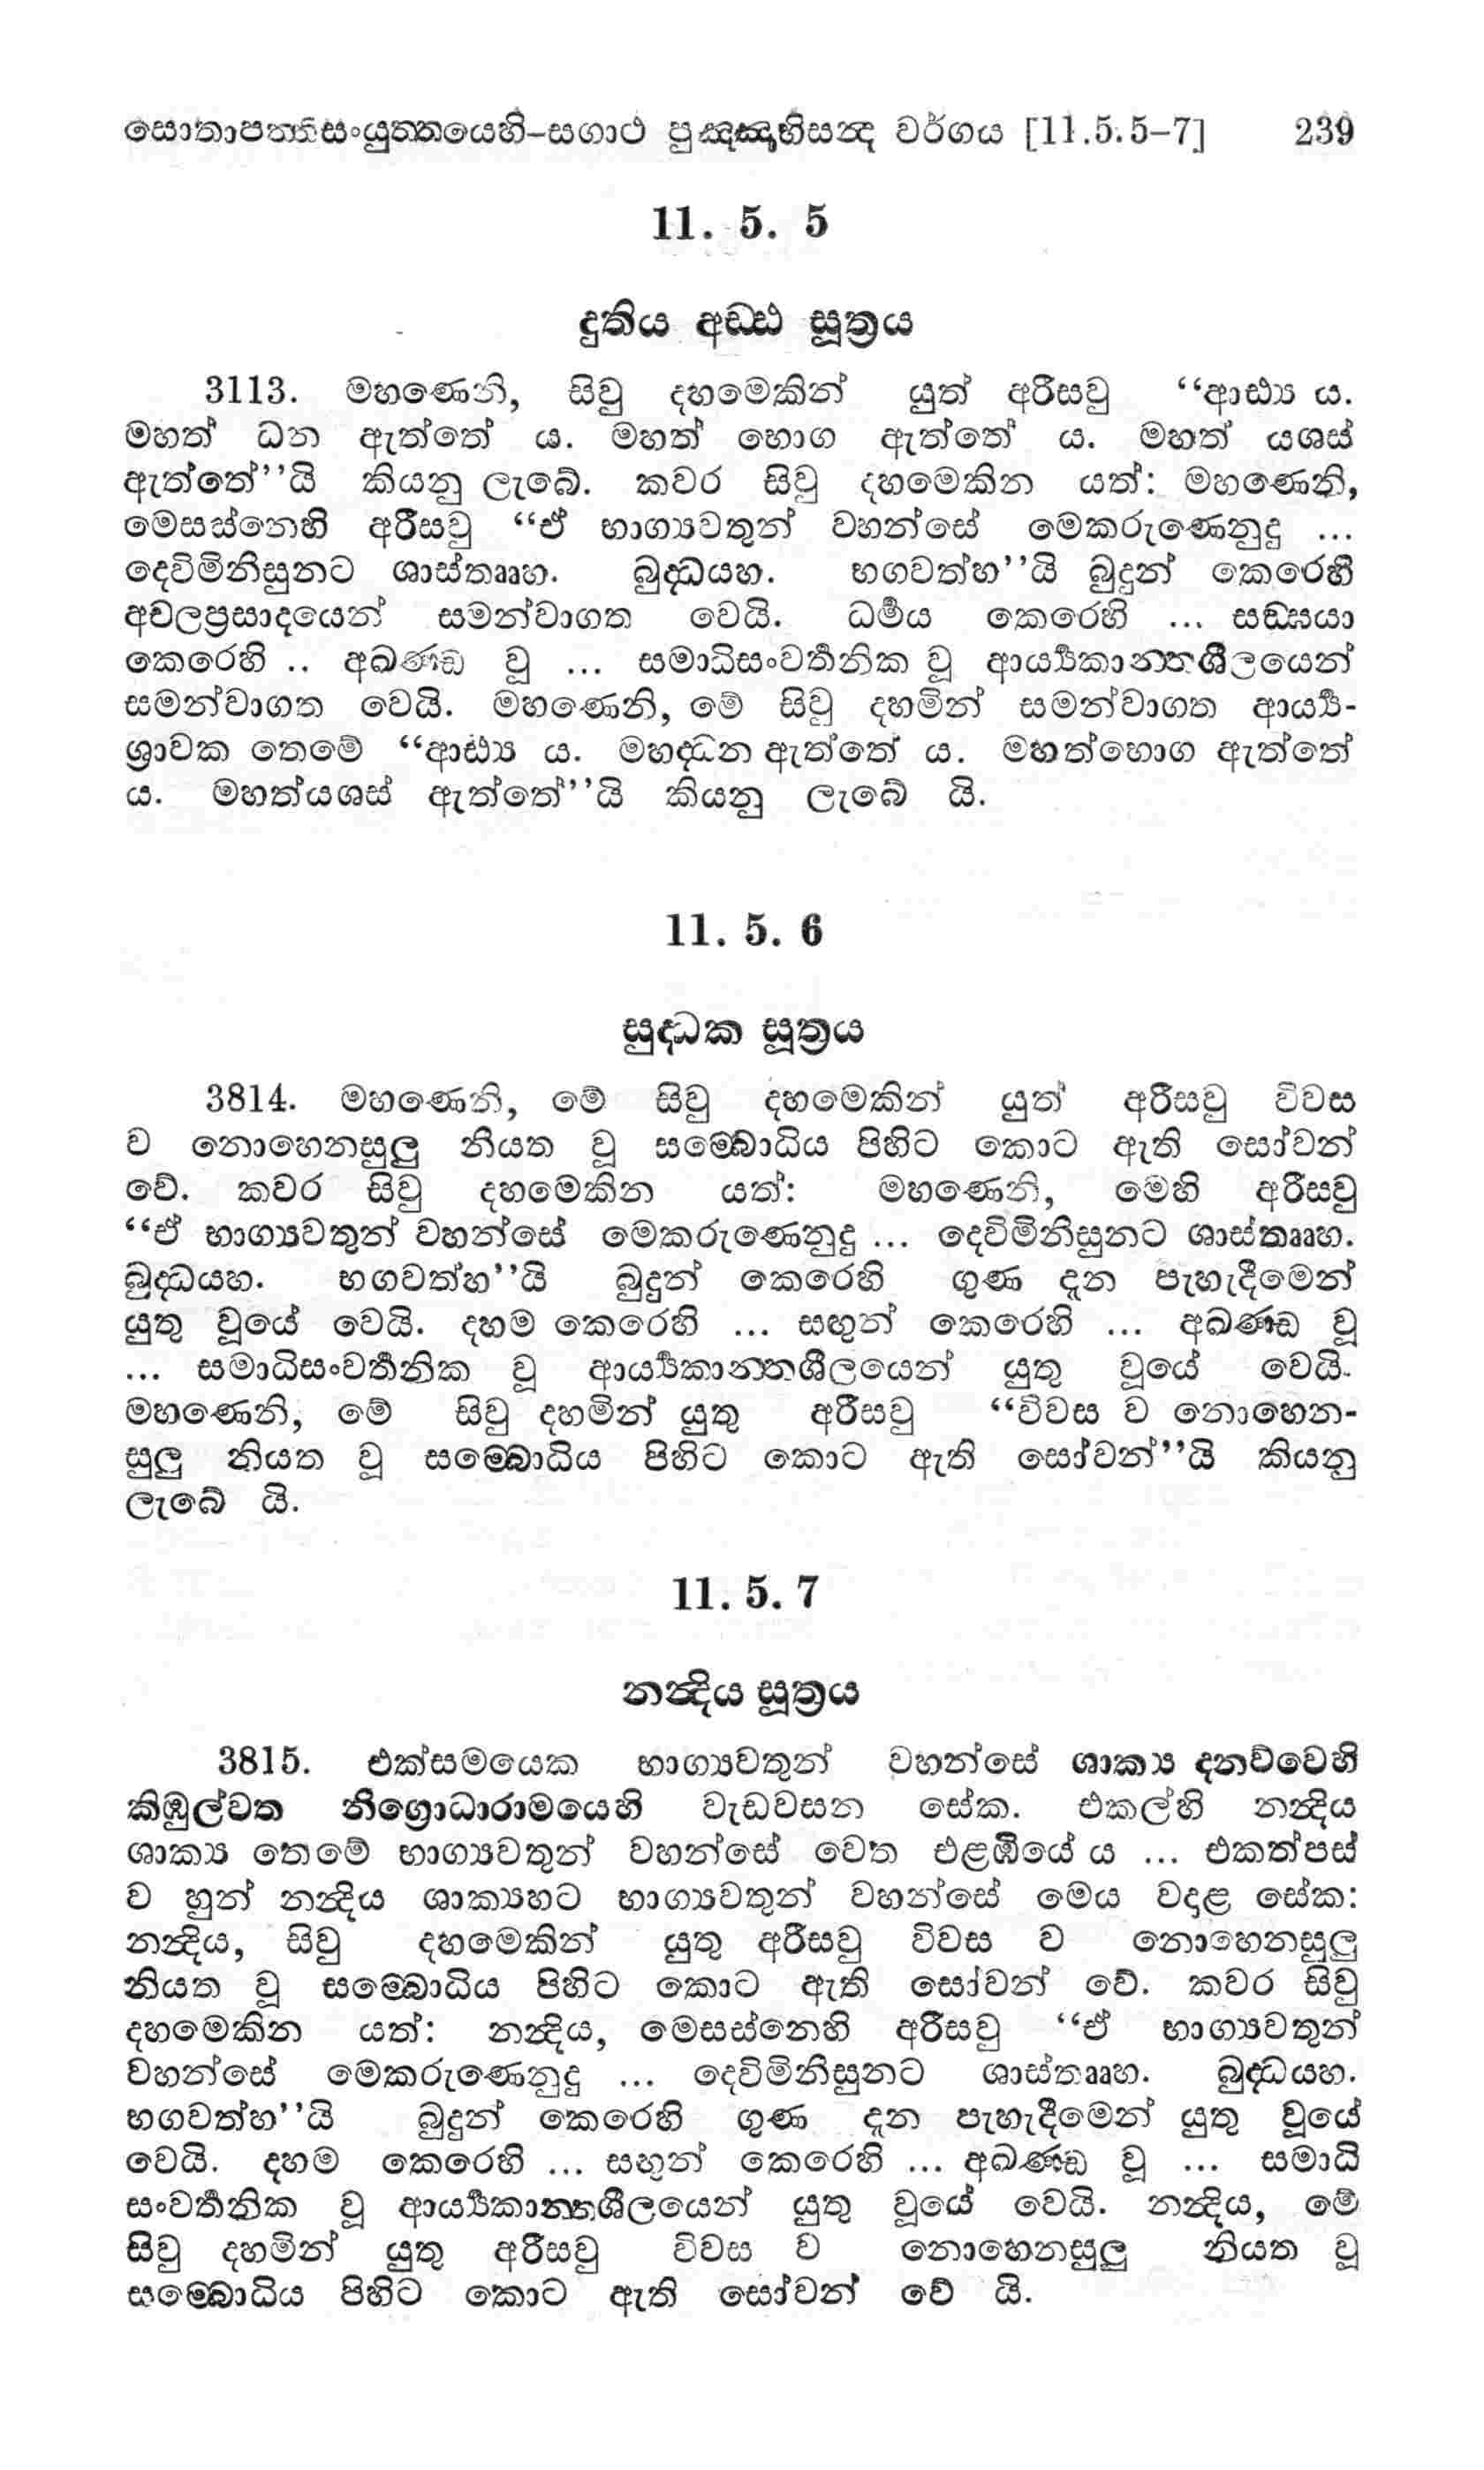 සොතාපත්තිසංයුත්තයෙහි–සගාථ පුඤ්ඤාභිසන්ද වර්ගය [11.5.5–7] 239
11. 5. 5
දුතිය අඩ්ඪ සූත්‍රය
3113. මහණෙනි, සිවු දහමෙකින් යුත් අරීසවු “ආඪ්‍ය ය.
මහත් ධන ඇත්තේ ය. මහත් භොග ඇත්තේ ය. මහත් යශස්
ඇත්තේ”යි කියනු ලැබේ. කවර සිවු දහමෙකින යත්: මහණෙනි,
මෙසස්නෙහි අරීසවු “ඒ භාග්‍යවතුන් වහන්සේ මෙකරුණෙනුදු ...
දෙවිමිනිසුනට ශාස්තෲහ. බුද්ධයහ. භගවත්හ”යි බුදුන් කෙරෙහි
අචලප්‍රසාදයෙන් සමන්වාගත වෙයි. ධර්‍මය කෙරෙහි ... සඞ්ඝයා
කෙරෙහි .. අඛණ්ඩ වූ ... සමාධිසංවර්‍තනික වූ ආර්‍ය්‍යකාන්තශීලයෙන්
සමන්වාගත වෙයි. මහණෙනි, මේ සිවු දහමින් සමන්වාගත ආර්‍ය්‍ය-
ශ්‍රාවක තෙමේ “ආඪ්‍ය ය. මහද්ධන ඇත්තේ ය. මහත්භොග ඇත්තේ
ය. මහත්යශස් ඇත්තේ”යි කියනු ලැබේ යි.
11. 5. 6
සුද්ධක සූත්‍රය
3814. මහණෙනි, මේ සිවු දහමෙකින් යුත් අරීසවු විවස
ව නොහෙනසුලු නියත වූ සම්බොධිය පිහිට කොට ඇති සෝවන්
වේ. කවර සිවු දහමෙකින යත්: මහණෙනි, මෙහි අරීසවු
“ඒ භාග්‍යවතුන් වහන්සේ මෙකරුණෙනුදු ... දෙවිමිනිසුනට ශාස්තෲහ.
බුද්ධයහ. භගවත්හ”යි බුදුන් කෙරෙහි ගුණ දැන පැහැදීමෙන්
යුතු වූයේ වෙයි. දහම කෙරෙහි ... සඟුන් කෙරෙහි ... අඛණ්ඩ වූ
... සමාධිසංවර්‍තනික වූ ආර්‍ය්‍යකාන්තශීලයෙන් යුතු වූයේ වෙයි.
මහණෙනි, මේ සිවු දහමින් යුතු අරීසවු “විවස ව නොහෙන-
සුලු නියත වූ සම්බොධිය පිහිට කොට ඇති සෝවන්”යි කියනු
ලැබේ යි.
11. 5. 7
නන්දිය සූත්‍රය
3815. එක්සමයෙක භාග්‍යවතුන් වහන්සේ ශාක්‍ය දනව්වෙහි
කිඹුල්වත නිග්‍රොධාරාමයෙහි වැඩවසන සේක. එකල්හි නන්දිය
ශාක්‍ය තෙමේ භාග්‍යවතුන් වහන්සේ වෙත එළඹියේ ය ... එකත්පස්
ව හුන් නන්දිය ශාක්‍යහට භාග්‍යවතුන් වහන්සේ මෙය වදළ සේක:
නන්දිය, සිවු දහමෙකින් යුතු අරීසවු විවස ව නොහෙනසුලු
නියත වූ සම්බොධිය පිහිට කොට ඇති සෝවන් වේ. කවර සිවු
දහමෙකින යත්: නන්දිය, මෙසස්නෙහි අරීසවු “ඒ භාග්‍යවතුන්
වහන්සේ මෙකරුණෙනුදු ... දෙවිමිනිසුනට ශාස්තෲහ. බුද්ධයහ.
භගවත්හ”යි බුදුන් කෙරෙහි ගුණ දැන පැහැදීමෙන් යුතු වූයේ
වෙයි. දහම කෙරෙහි ... සඟුන් කෙරෙහි ... අඛණ්ඩ වූ ... සමාධි
සංවර්‍තනික වූ ආර්‍ය්‍යකාන්තශීලයෙන් යුතු වූයේ වෙයි. නන්දිය, මේ
සිවු දහමින් යුතු අරීසවු විවස ව නොහෙනසුලු නියත වූ
සම්බොධිය පිහිට කොට ඇති සෝවන් වේ යි.